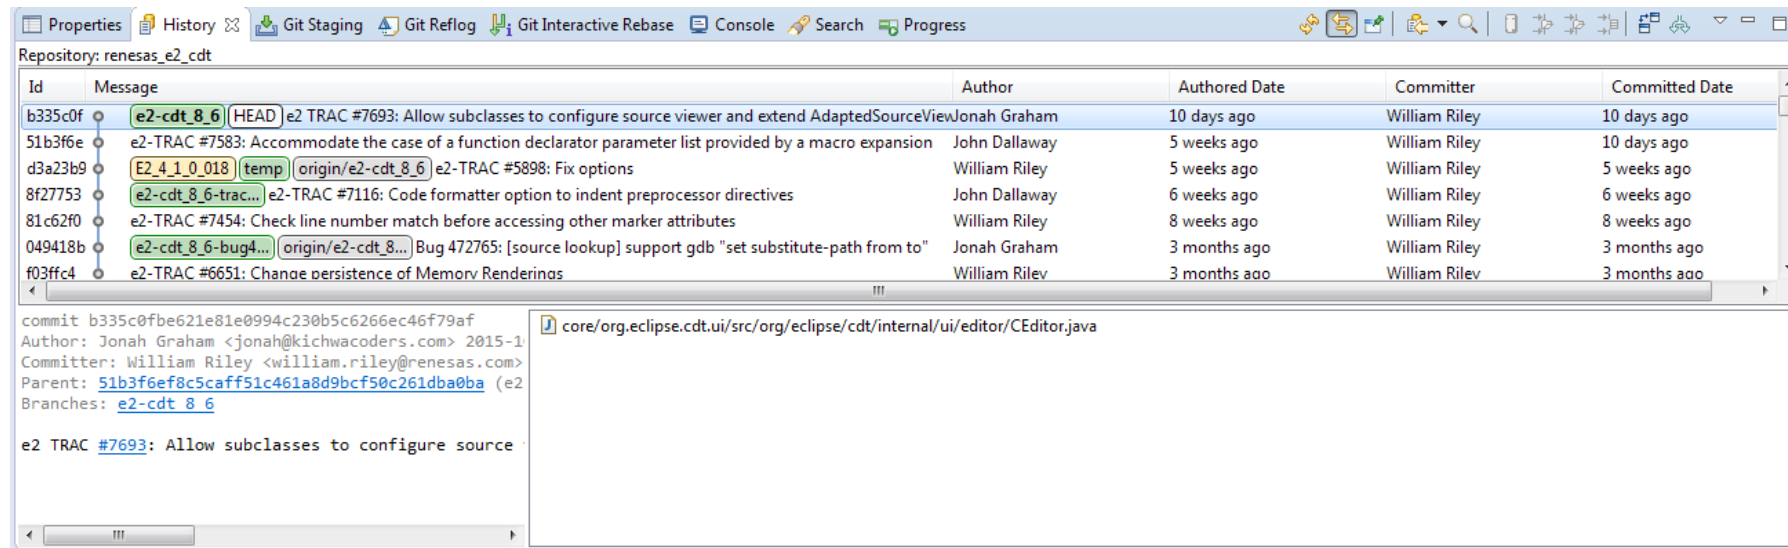 Properties History Git Staging Git Reflog Git Interactive Rebase Console Search Progress
Repository: renesas_e2_cdt
Id Message Author Authored Date Committer Committed Date
b335c0f e2-cdt_8_6 HEAD e2 TRAC #7693: Allow subclasses to configure source viewer and extend AdaptedSourceView Jonah Graham 10 days ago William Riley 10 days ago
51b3f6e e2-TRAC #7583: Accommodate the case of a function declarator parameter list provided by a macro expansion John Dallaway 5 weeks ago William Riley 10 days ago
d3a23b9 E2_4_1_0_018 temp origin/e2-cdt_8_6 e2-TRAC #5898: Fix options William Riley 5 weeks ago William Riley 5 weeks ago
8f27753 e2-cdt_8_6-trac... e2-TRAC #7116: Code formatter option to indent preprocessor directives John Dallaway 6 weeks ago William Riley 6 weeks ago
81c62f0 e2-TRAC #7454: Check line number match before accessing other marker attributes William Riley 8 weeks ago William Riley 8 weeks ago
049418b e2-cdt_8_6-bug4... origin/e2-cdt_8... Bug 472765: [source lookup] support gdb "set substitute-path from to" Jonah Graham 3 months ago William Riley 3 months ago
f03ffc4 e2-TRAC #6651: Change persistence of Memory Renderings William Riley 3 months ago William Riley 3 months ago
commit b335c0fbe621e81e0994c230b5c6266ec46f79af
Author: Jonah Graham <jonah@kichwacoders.com> 2015-1
Committer: William Riley <william.riley@renesas.com>
Parent: 51b3f6ef8c5caff51c461a8d9bcf50c261dba0ba (e2
Branches: e2-cdt_8_6
e2 TRAC #7693: Allow subclasses to configure source
core/org.eclipse.cdt.ui/src/org/eclipse/cdt/internal/ui/editor/CEditor.java